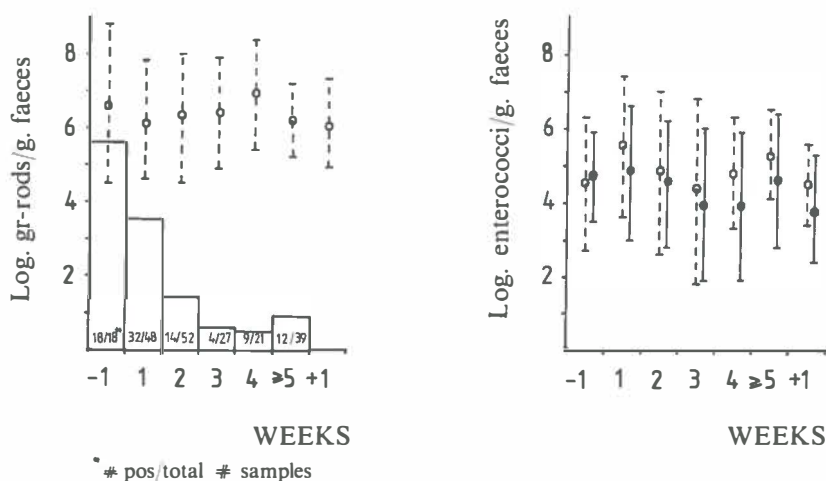 Log. gr-rods/g. faeces
8
6
4
2
18/18* 32/48 14/52 4/27 9/21 12/39
-1 1 2 3 4 ≥5 +1
WEEKS
* # pos/total # samples
Log. enterococci/g. faeces
8
6
4
2
-1 1 2 3 4 ≥5 +1
WEEKS